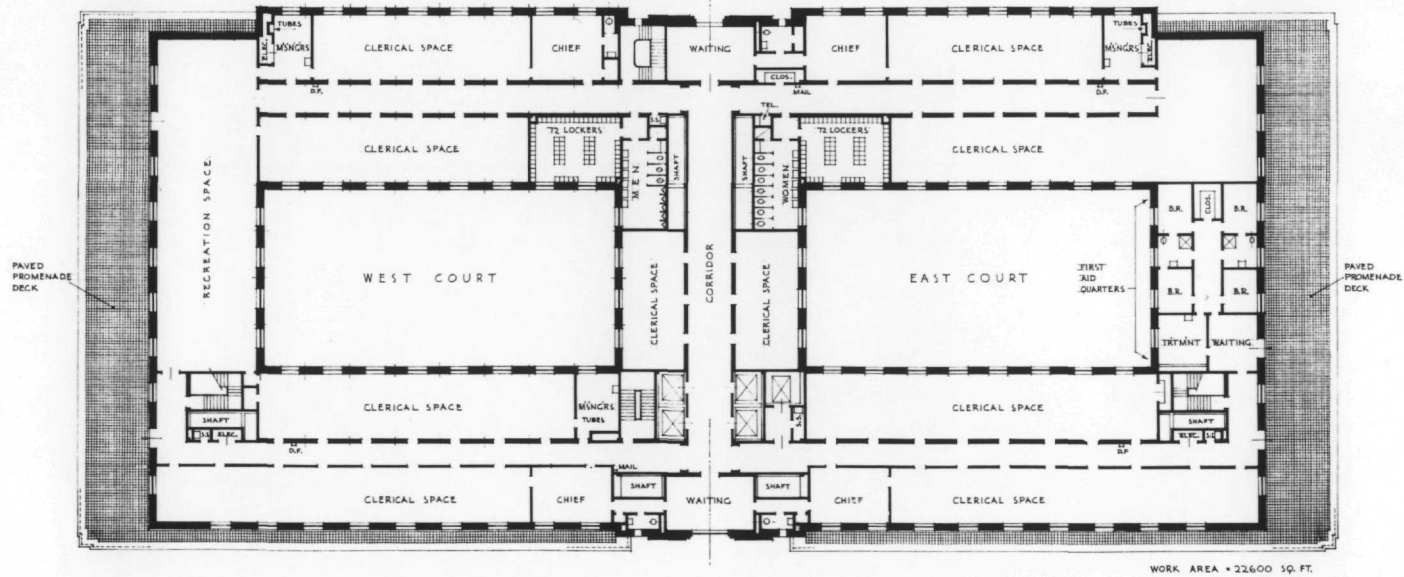 TUBES
ELEC.
MSNGRS
CLERICAL SPACE
CHIEF
WAITING
CHIEF
CLERICAL SPACE
TUBES
MSNGRS
ELEC.
CLOS.
D.F.
MAIL
D.F.
TEL.
S.S.
72 LOCKERS
72 LOCKERS
CLERICAL SPACE
CLERICAL SPACE
MEN
SHAFT
SHAFT
WOMEN
RECREATION SPACE.
B.R.
CLOS.
B.R.
PAVED
PROMENADE
DECK
WEST COURT
CLERICAL SPACE
CORRIDOR
CLERICAL SPACE
EAST COURT
FIRST
AID
QUARTERS
B.R.
B.R.
PAVED
PROMENADE
DECK
TRTMNT
WAITING
CLERICAL SPACE
MSNGRS
TUBES
CLERICAL SPACE
SHAFT
S.S.
ELEC.
S.S.
SHAFT
ELEC.
S.S.
D.F.
D.F
MAIL
SHAFT
SHAFT
CLERICAL SPACE
CHIEF
WAITING
CHIEF
CLERICAL SPACE
WORK AREA = 22600 SQ. FT.